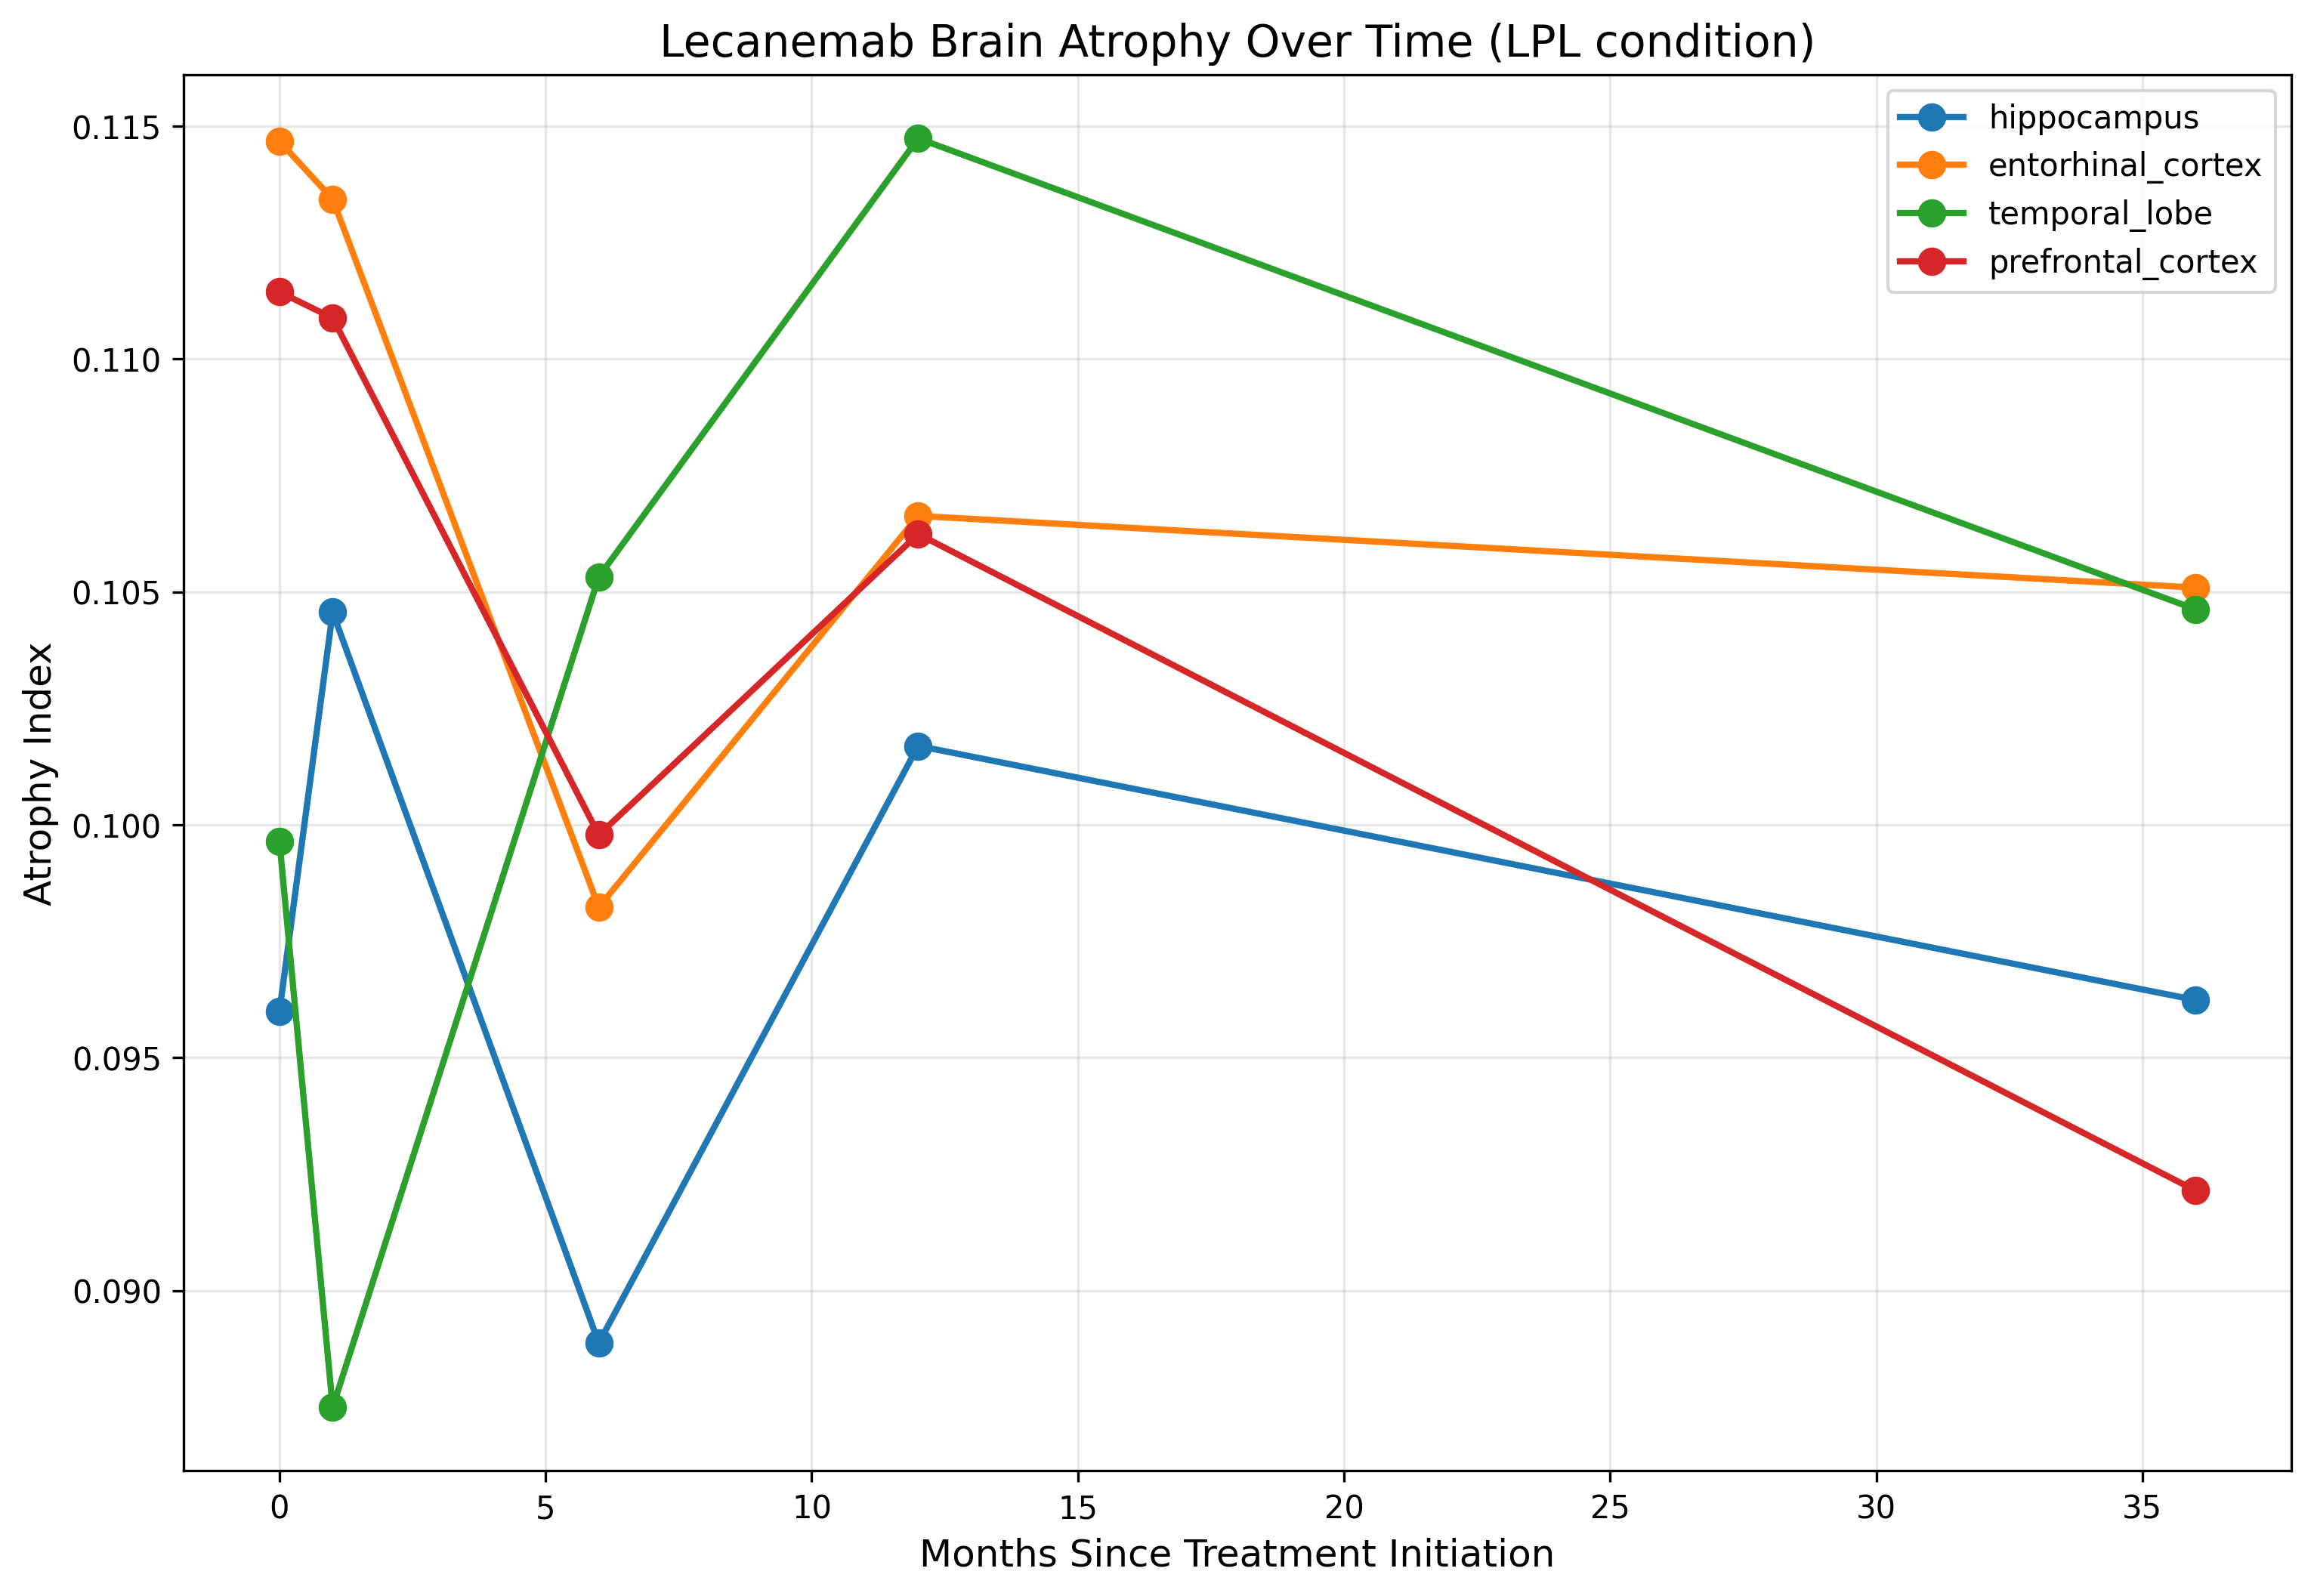 Lecanemab Brain Atrophy Over Time (LPL condition)
hippocampus
entorhinal_cortex
temporal_lobe
prefrontal_cortex
Atrophy Index
0.115
0.110
0.105
0.100
0.095
0.090
0 5 10 15 20 25 30 35
Months Since Treatment Initiation